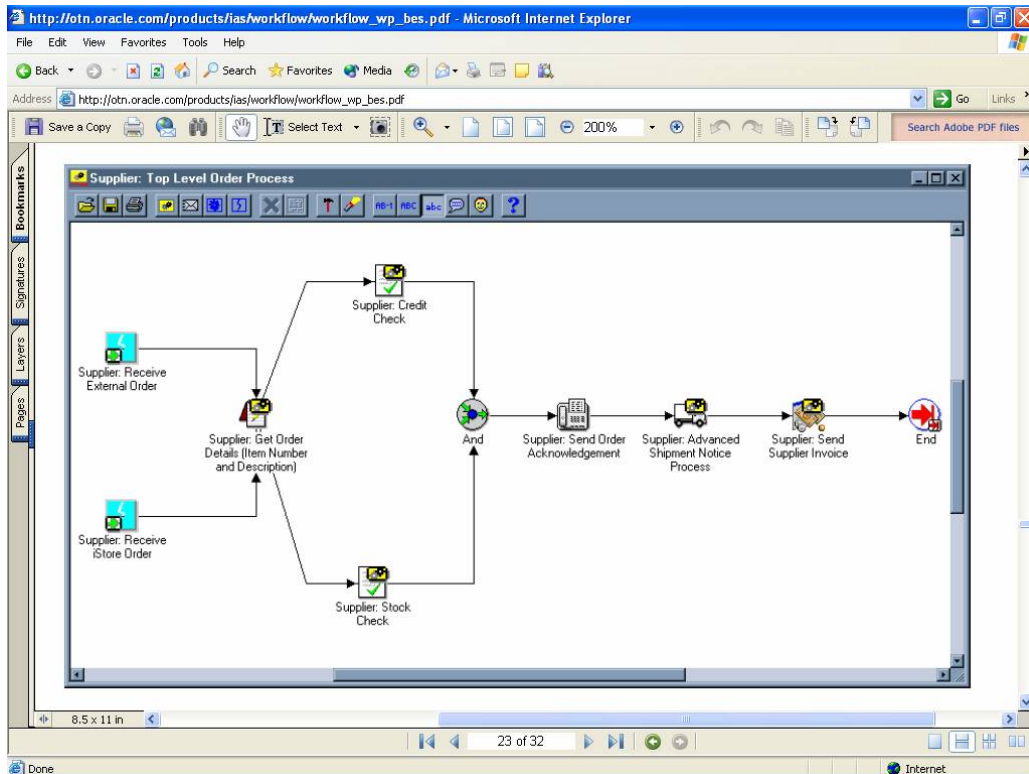 http://otn.oracle.com/products/ias/workflow/workflow_wp_bes.pdf - Microsoft Internet Explorer
File Edit View Favorites Tools Help
Back Search Favorites Media
Address http://otn.oracle.com/products/ias/workflow/workflow_wp_bes.pdf Go Links
Save a Copy Select Text 200% Search Adobe PDF files
Bookmarks
Signatures
Layers
Pages
Supplier: Top Level Order Process
AB-1 ABC abc ?
Supplier: Credit
Check
Supplier: Receive
External Order
Supplier: Get Order
Details (Item Number
and Description)
And
Supplier: Send Order
Acknowledgement
Supplier: Advanced
Shipment Notice
Process
Supplier: Send
Supplier Invoice
End
Supplier: Receive
iStore Order
Supplier: Stock
Check
8.5 x 11 in
23 of 32
Done Internet